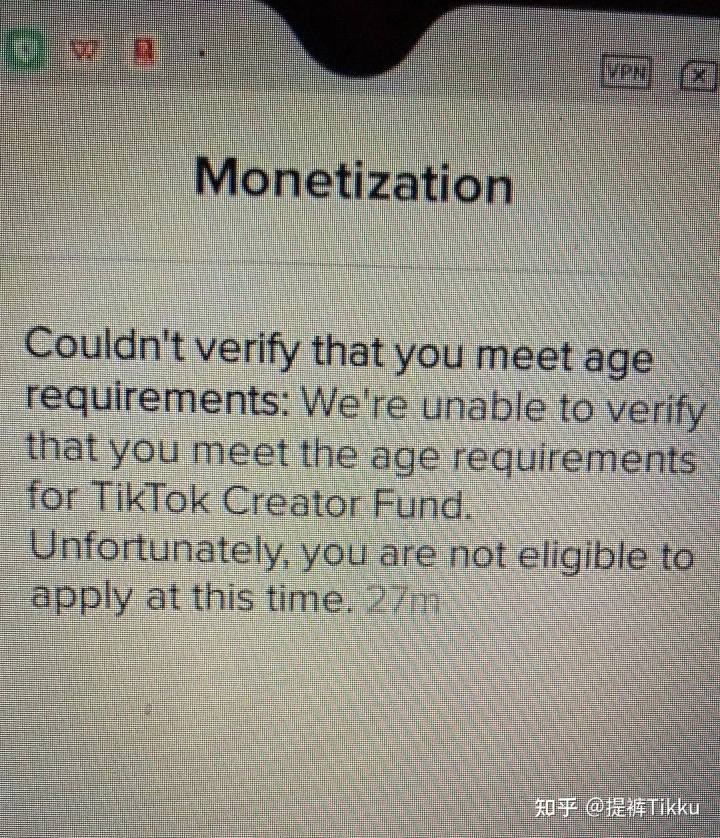 VPN
Monetization
Couldn't verify that you meet age
requirements: We're unable to verify
that you meet the age requirements
for TikTok Creator Fund.
Unfortunately, you are not eligible to
apply at this time. 27m
知乎 @提裤Tikku